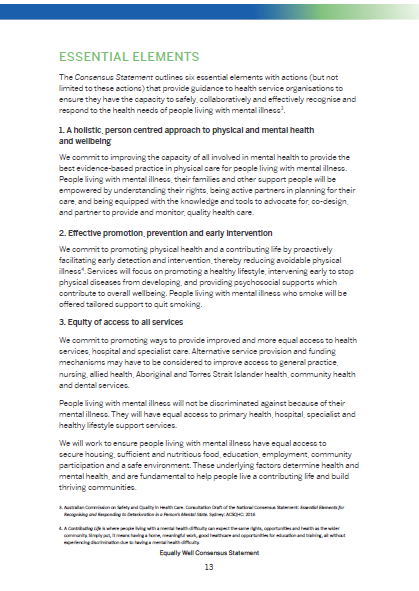 ESSENTIAL ELEMENTS
The Consensus Statement outlines six essential elements with actions (but not
limited to these actions) that provide guidance to health service organisations to
ensure they have the capacity to safely, collaboratively and effectively recognise and
respond to the health needs of people living with mental illness³.
1. A holistic, person centred approach to physical and mental health
and wellbeing
We commit to improving the capacity of all involved in mental health to provide the
best evidence-based practice in physical care for people living with mental illness.
People living with mental illness, their families and other support people will be
empowered by understanding their rights, being active partners in planning for their
care, and being equipped with the knowledge and tools to advocate for, co-design,
and partner to provide and monitor, quality health care.
2. Effective promotion, prevention and early intervention
We commit to promoting physical health and a contributing life by proactively
facilitating early detection and intervention, thereby reducing avoidable physical
illness⁴. Services will focus on promoting a healthy lifestyle, intervening early to stop
physical diseases from developing, and providing psychosocial supports which
contribute to overall wellbeing. People living with mental illness who smoke will be
offered tailored support to quit smoking.
3. Equity of access to all services
We commit to promoting ways to provide improved and more equal access to health
services, hospital and specialist care. Alternative service provision and funding
mechanisms may have to be considered to improve access to general practice,
nursing, allied health, Aboriginal and Torres Strait Islander health, community health
and dental services.
People living with mental illness will not be discriminated against because of their
mental illness. They will have equal access to primary health, hospital, specialist and
healthy lifestyle support services.
We will work to ensure people living with mental illness have equal access to
secure housing, sufficient and nutritious food, education, employment, community
participation and a safe environment. These underlying factors determine health and
mental health, and are fundamental to help people live a contributing life and build
thriving communities.
3. Australian Commission on Safety and Quality in Health Care. Consultation Draft of the National Consensus Statement: Essential Elements for
Recognising and Responding to Deterioration in a Person's Mental State. Sydney: ACSQHC; 2016
4. A Contributing Life is where people living with a mental health difficulty can expect the same rights, opportunities and health as the wider
community. Simply put, it means having a home, meaningful work, good healthcare and opportunities for education and training, all without
experiencing discrimination due to having a mental health difficulty.
Equally Well Consensus Statement
13